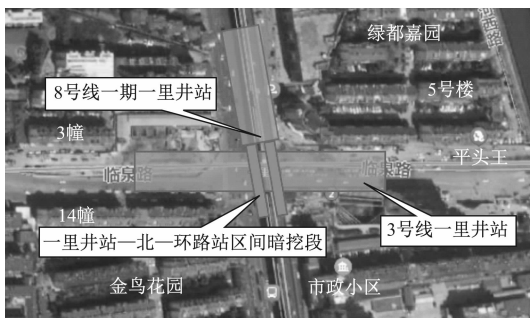 绿都嘉园
8号线一期一里井站
5号楼
3幢
平头王
临泉路
临泉路
14幢
3号线一里井站
一里井站—北一环路站区间暗挖段
金鸟花园
市政小区